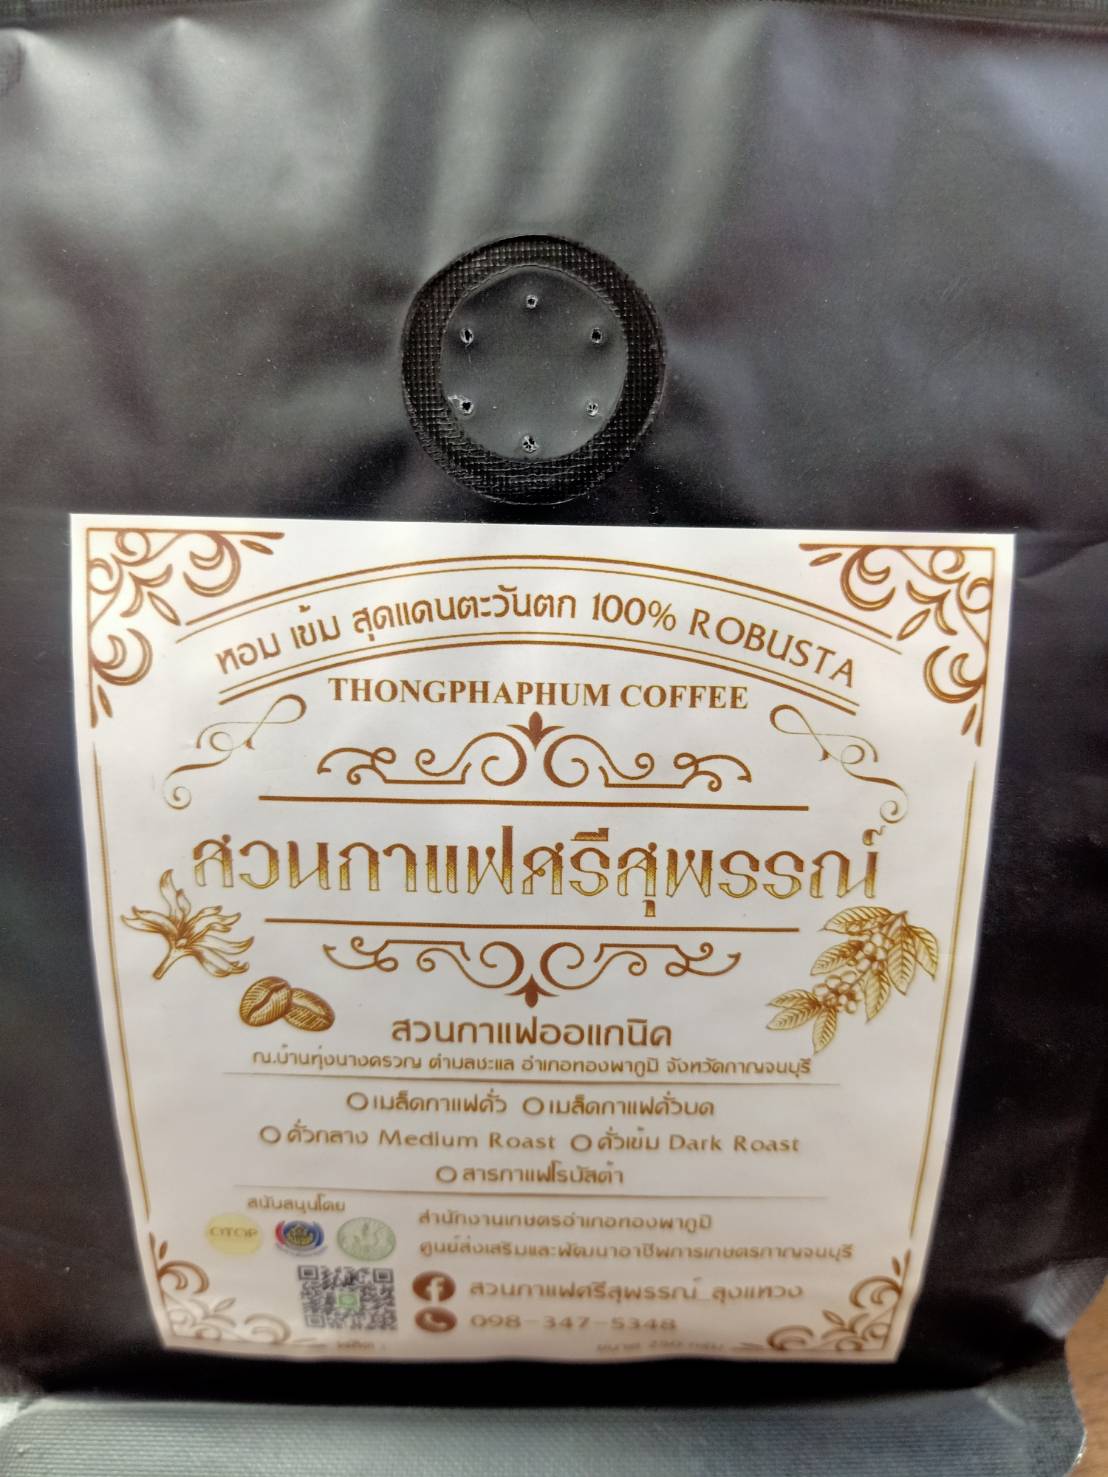 หอม เข้ม สุดแดนตะวันตก 100% ROBUSTA
THONGPHAPHUM COFFEE
สวนกาแฟศรีสุพรรณ์
สวนกาแฟออแกนิค
ณ.บ้านทุ่งนางครวญ ตำบลชะแล อำเภอทองผาภูมิ จังหวัดกาญจนบุรี
เมล็ดกาแฟคั่ว เมล็ดกาแฟคั่วบด
คั่วกลาง Medium Roast คั่วเข้ม Dark Roast
สารกาแฟโรบัสต้า
สนับสนุนโดย
OTOP
สำนักงานเกษตรอำเภอทองผาภูมิ
ศูนย์ส่งเสริมและพัฒนาอาชีพการเกษตรกาญจนบุรี
สวนกาแฟศรีสุพรรณ์_ลุงแทวง
098-347-5348